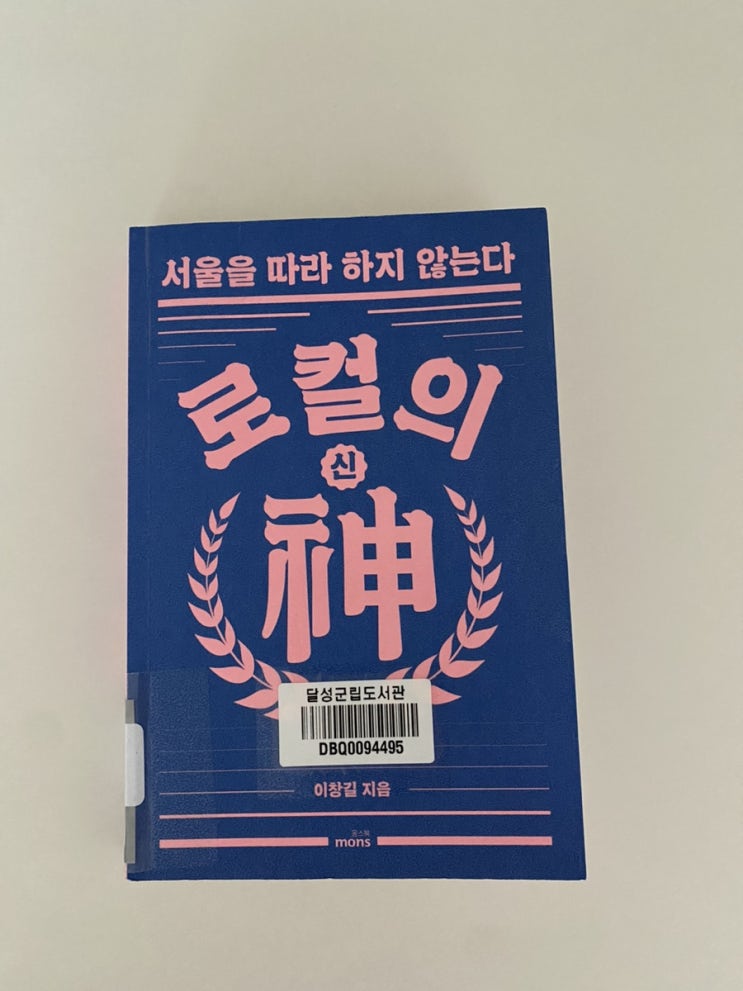 서울을 따라 하지 않는다
로컬의
신
神
달성군립도서관
DBQ0094495
이창길 지음
몽스북
mons